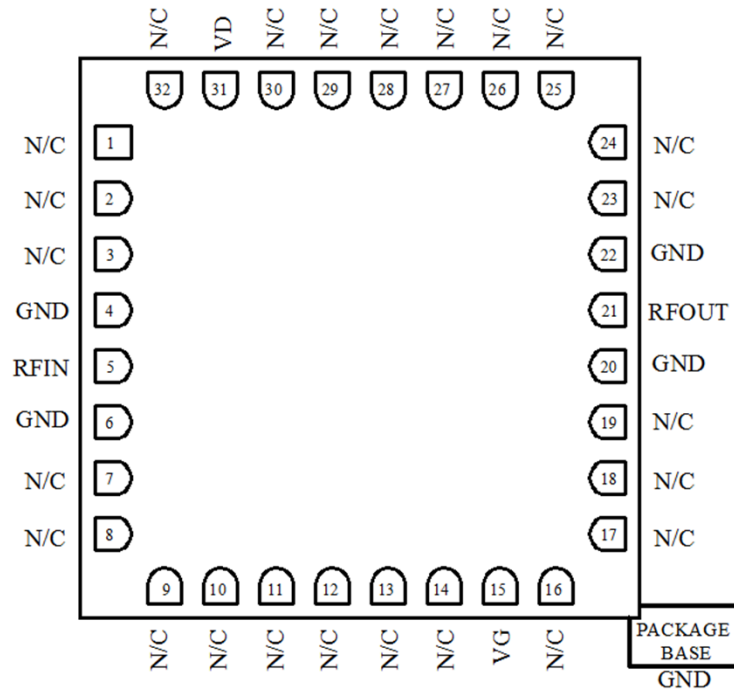 N/C VD N/C N/C N/C N/C N/C N/C
32 31 30 29 28 27 26 25
N/C 1 24 N/C
N/C 2 23 N/C
N/C 3 22 GND
GND 4 21 RFOUT
RFIN 5 20 GND
GND 6 19 N/C
N/C 7 18 N/C
N/C 8 17 N/C
9 10 11 12 13 14 15 16
N/C N/C N/C N/C N/C N/C VG N/C
PACKAGE
BASE
GND